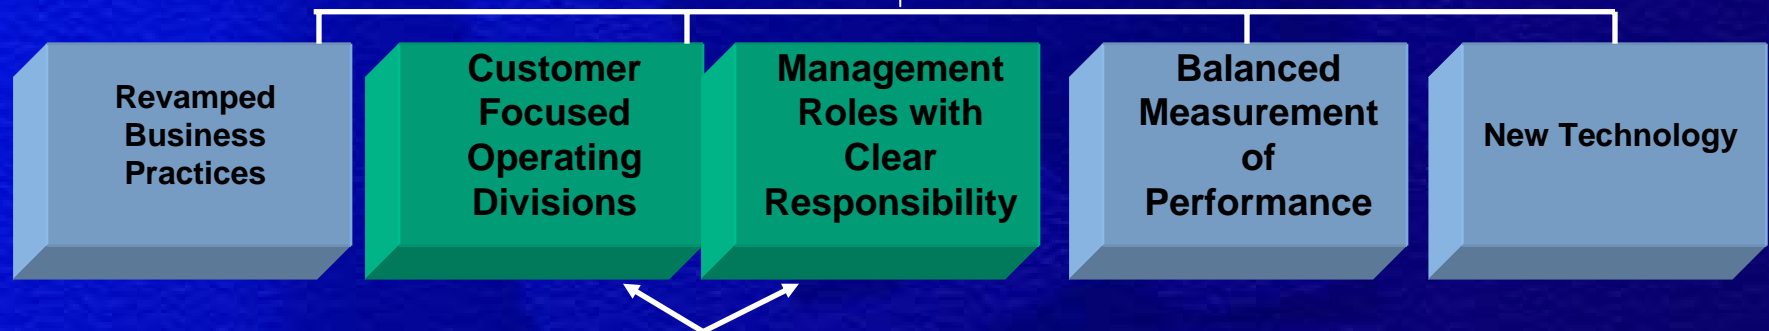 Revamped
Business
Practices
Customer
Focused
Operating
Divisions
Management
Roles with
Clear
Responsibility
Balanced
Measurement
of
Performance
New Technology